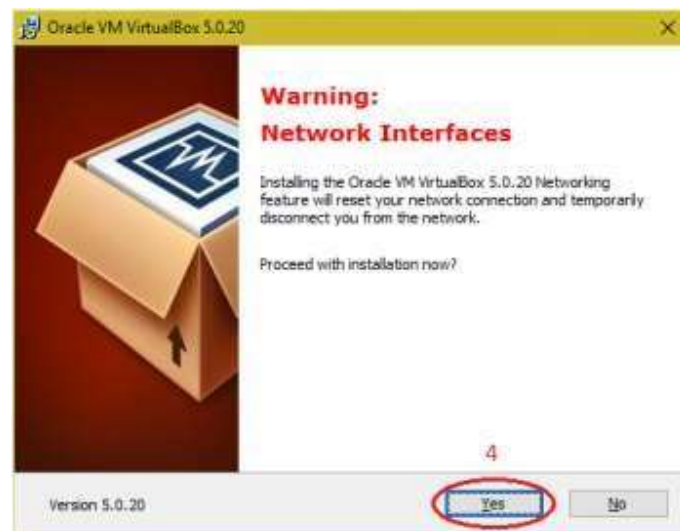 Oracle VM VirtualBox 5.0.20
Warning:
Network Interfaces
Installing the Oracle VM VirtualBox 5.0.20 Networking
feature will reset your network connection and temporarily
disconnect you from the network.
Proceed with installation now?
4
Version 5.0.20
Yes
No